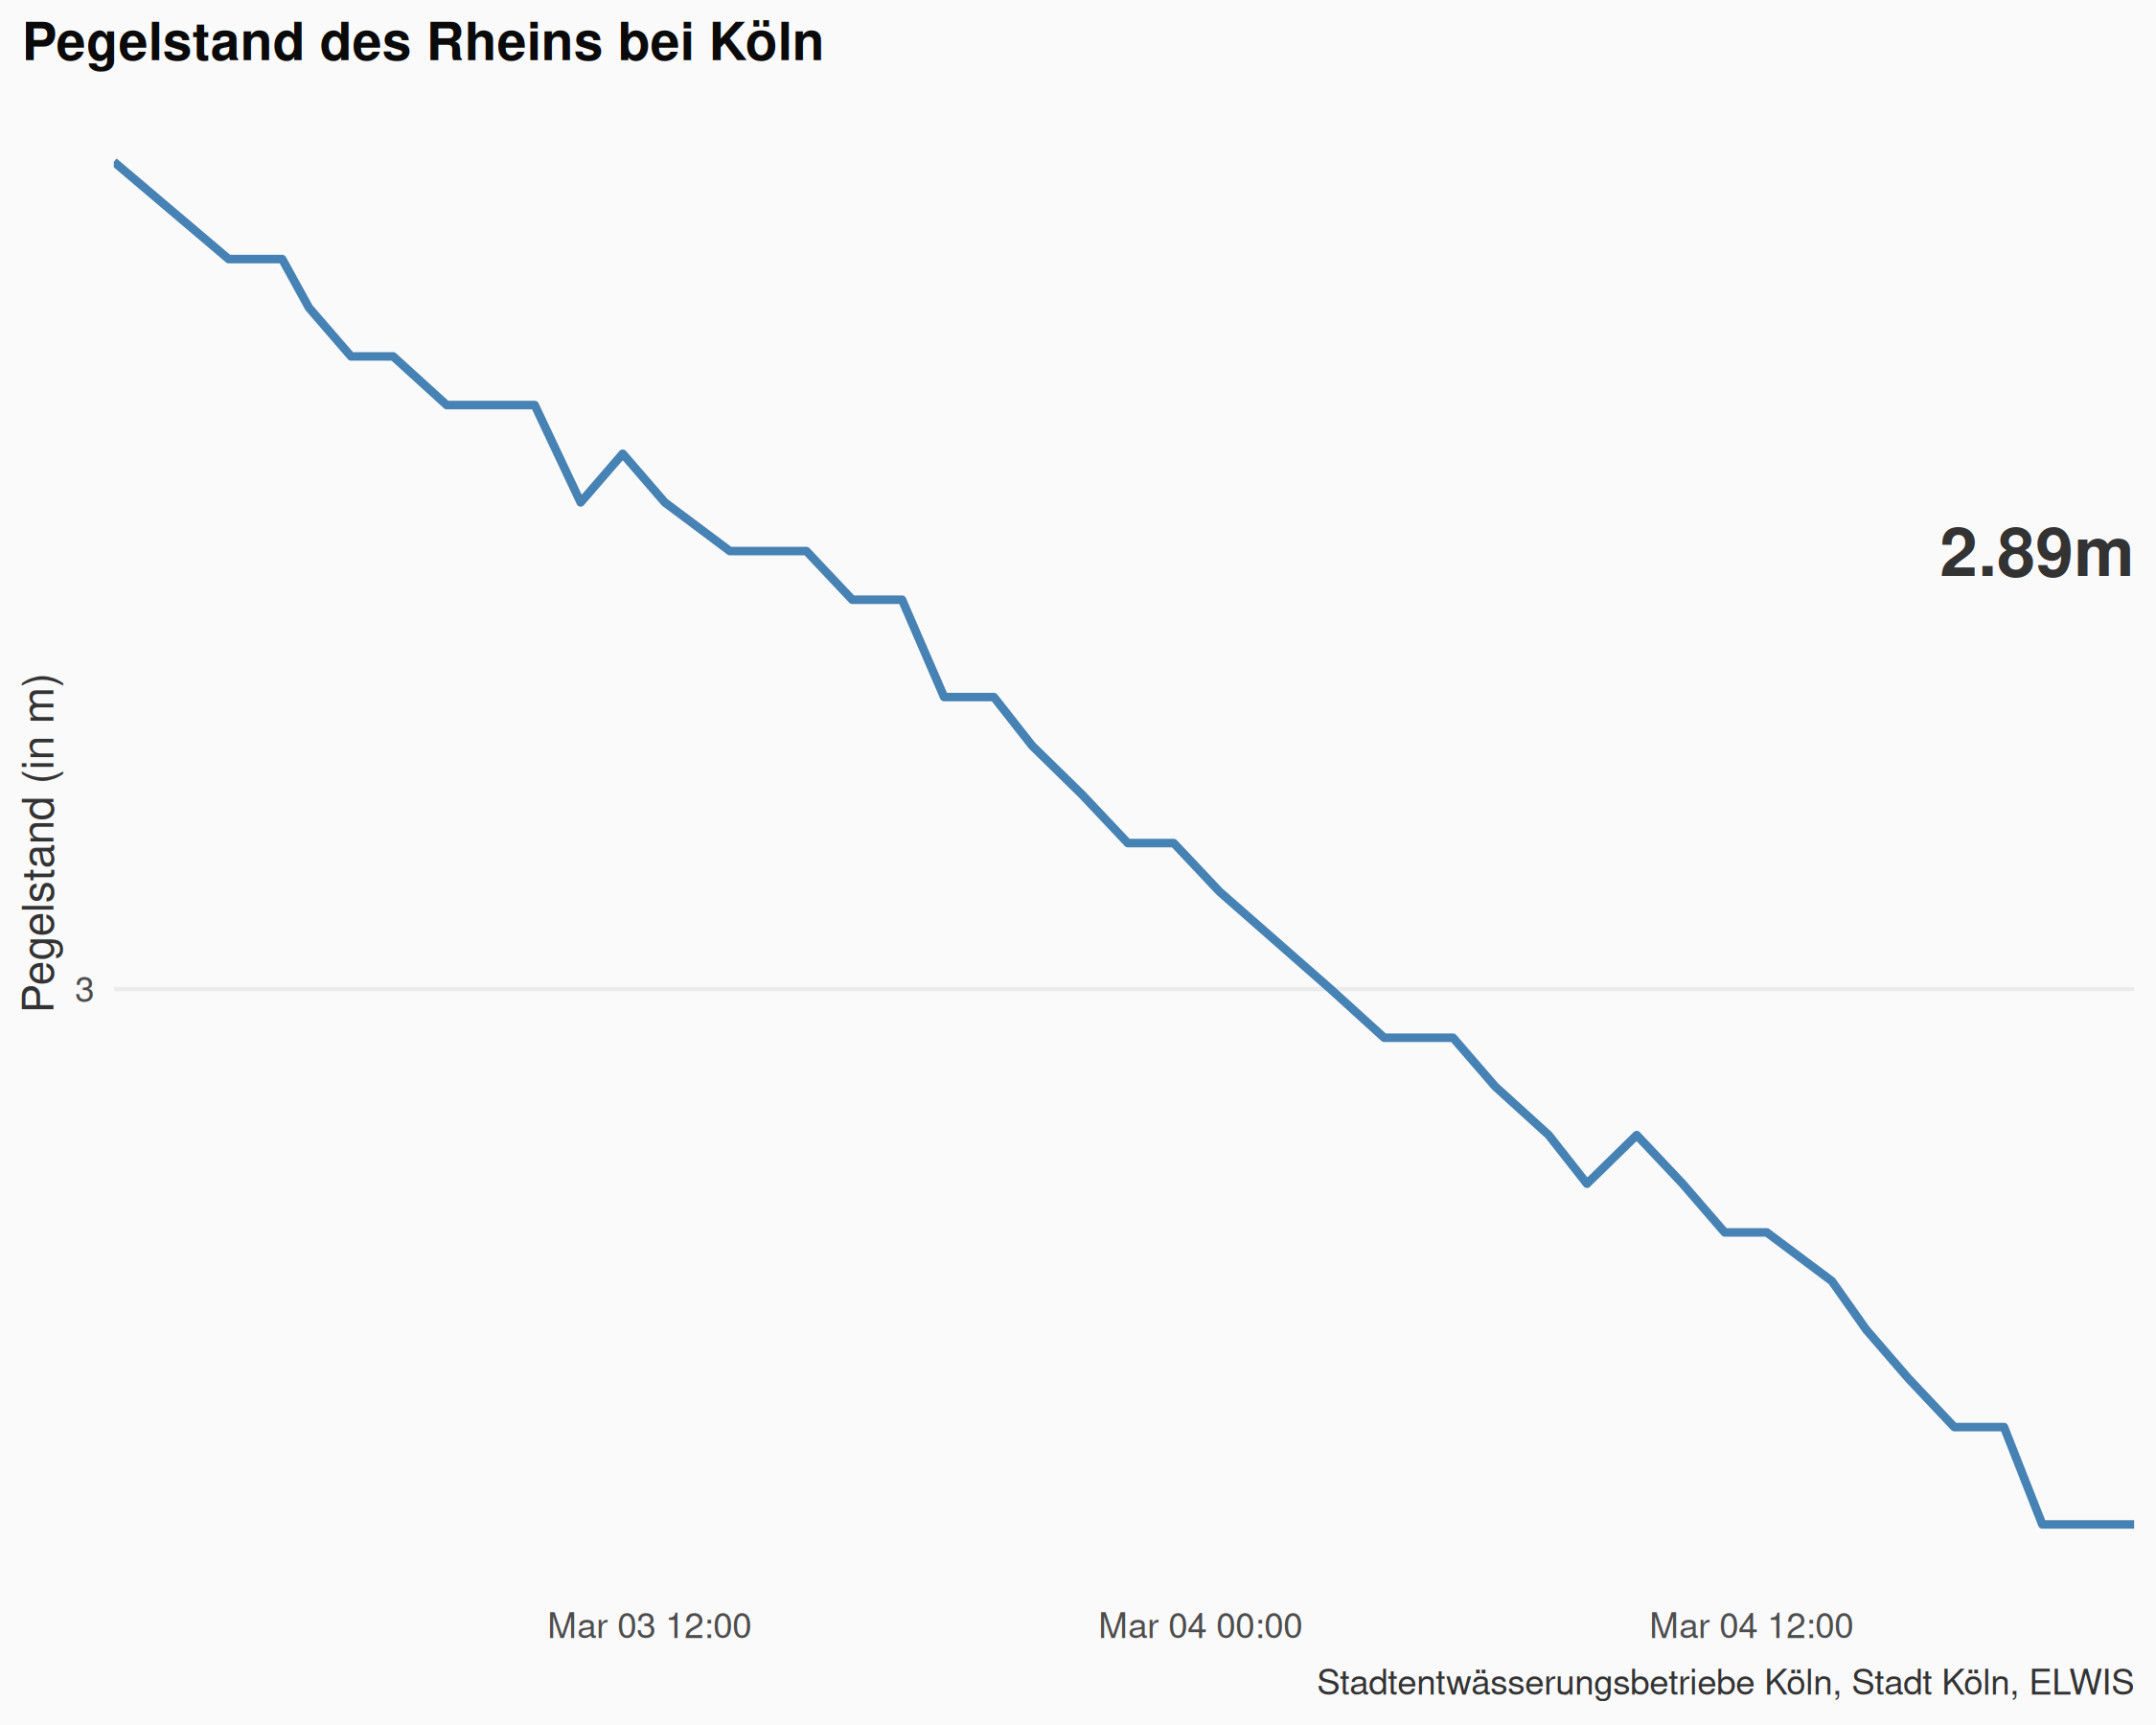 Pegelstand des Rheins bei Köln
2.89m
Pegelstand (in m)
3
Mar 03 12:00
Mar 04 00:00
Mar 04 12:00
Stadtentwässerungsbetriebe Köln, Stadt Köln, ELWIS